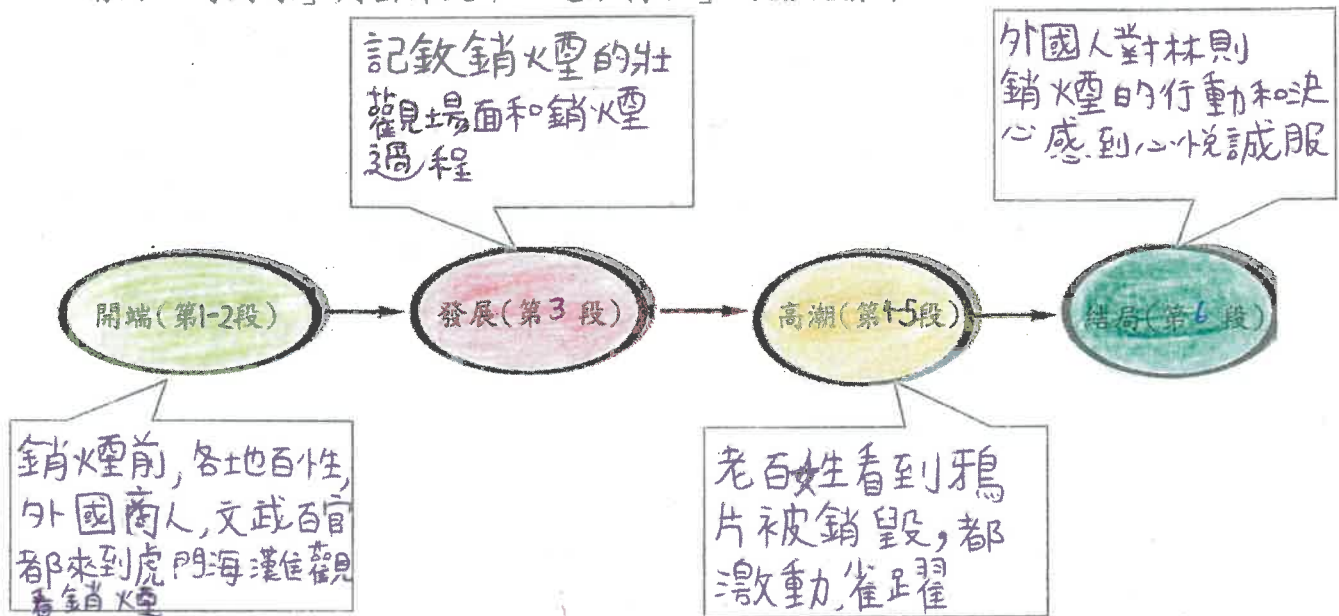 記敘銷煙的壯
觀場面和銷煙
過程
外國人對林則
銷煙的行動和決
心感到心悅誠服
開端(第1-2段)
發展(第3段)
高潮(第4-5段)
結局(第6段)
銷煙前,各地百性,
外國商人,文武百官
都來到虎門海灘觀
看銷煙
老百姓看到鴉
片被銷毀,都
激動,雀躍